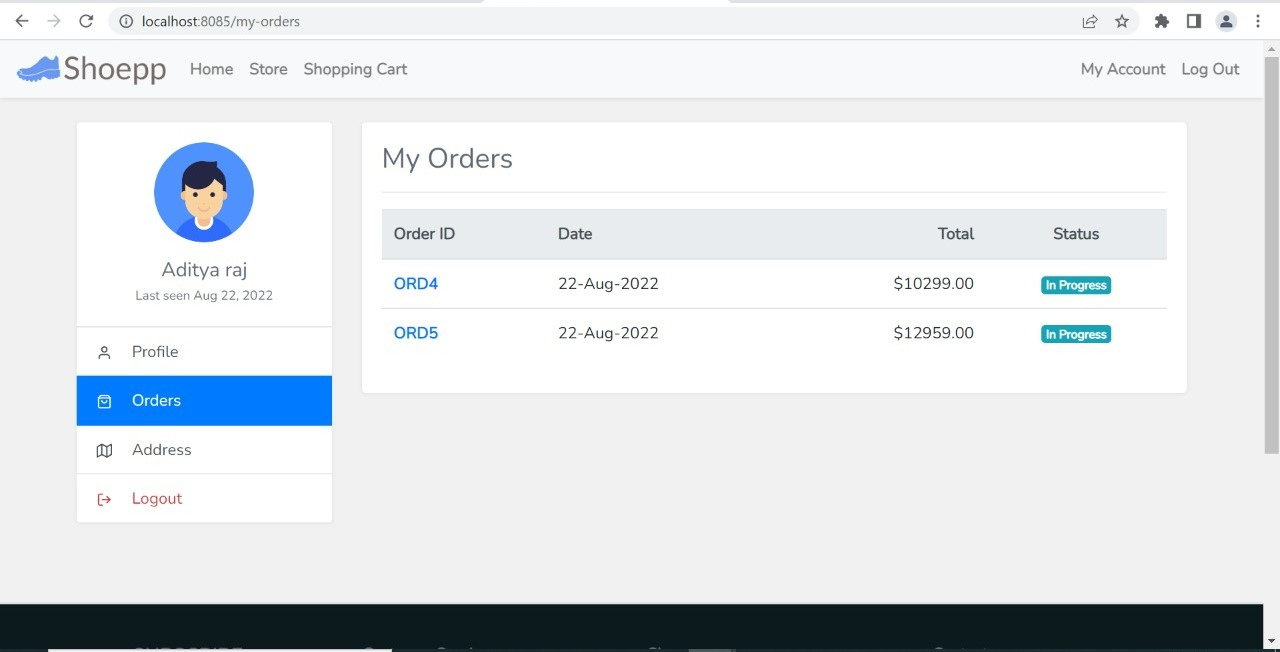 localhost:8085/my-orders
Shoepp Home Store Shopping Cart My Account Log Out
Aditya raj
Last seen Aug 22, 2022
Profile
Orders
Address
Logout
My Orders
Order ID Date Total Status
ORD4 22-Aug-2022 $10299.00 In Progress
ORD5 22-Aug-2022 $12959.00 In Progress